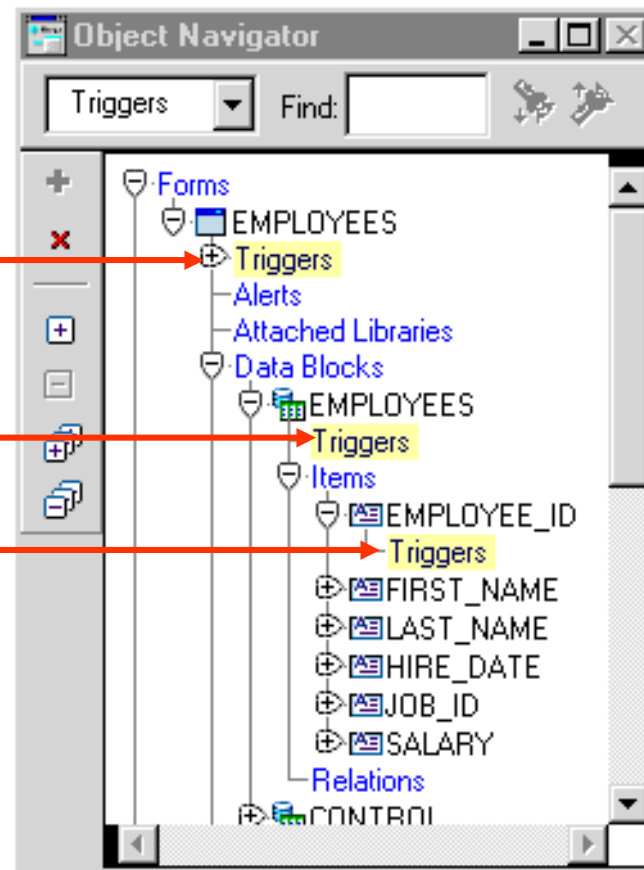 Object Navigator
Triggers Find:
Forms
EMPLOYEES
Triggers
Alerts
Attached Libraries
Data Blocks
EMPLOYEES
Triggers
Items
EMPLOYEE_ID
Triggers
FIRST_NAME
LAST_NAME
HIRE_DATE
JOB_ID
SALARY
Relations
CONTROL